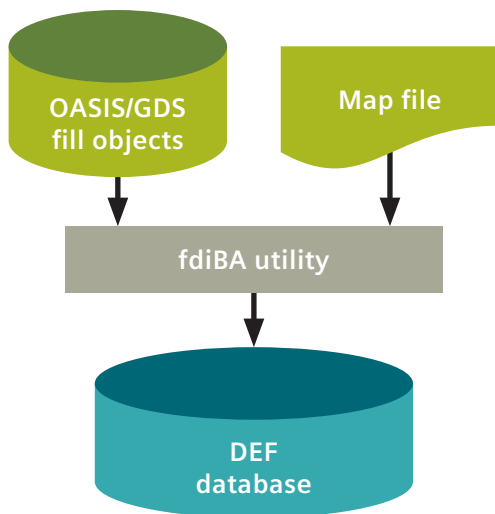 OASIS/GDS
fill objects
Map file
fdiBA utility
DEF
database